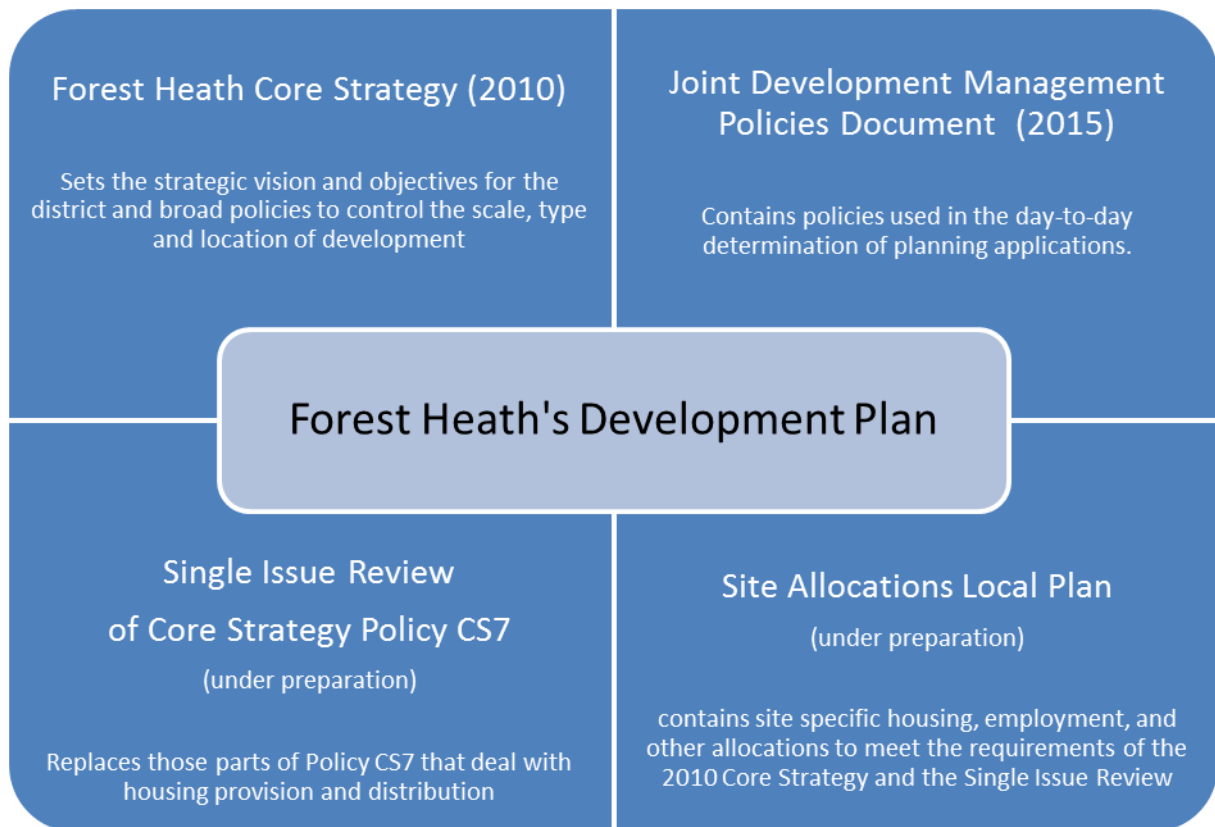 Forest Heath Core Strategy (2010)
Sets the strategic vision and objectives for the
district and broad policies to control the scale, type
and location of development
Joint Development Management
Policies Document (2015)
Contains policies used in the day-to-day
determination of planning applications.
Forest Heath's Development Plan
Single Issue Review
of Core Strategy Policy CS7
(under preparation)
Replaces those parts of Policy CS7 that deal with
housing provision and distribution
Site Allocations Local Plan
(under preparation)
contains site specific housing, employment, and
other allocations to meet the requirements of the
2010 Core Strategy and the Single Issue Review